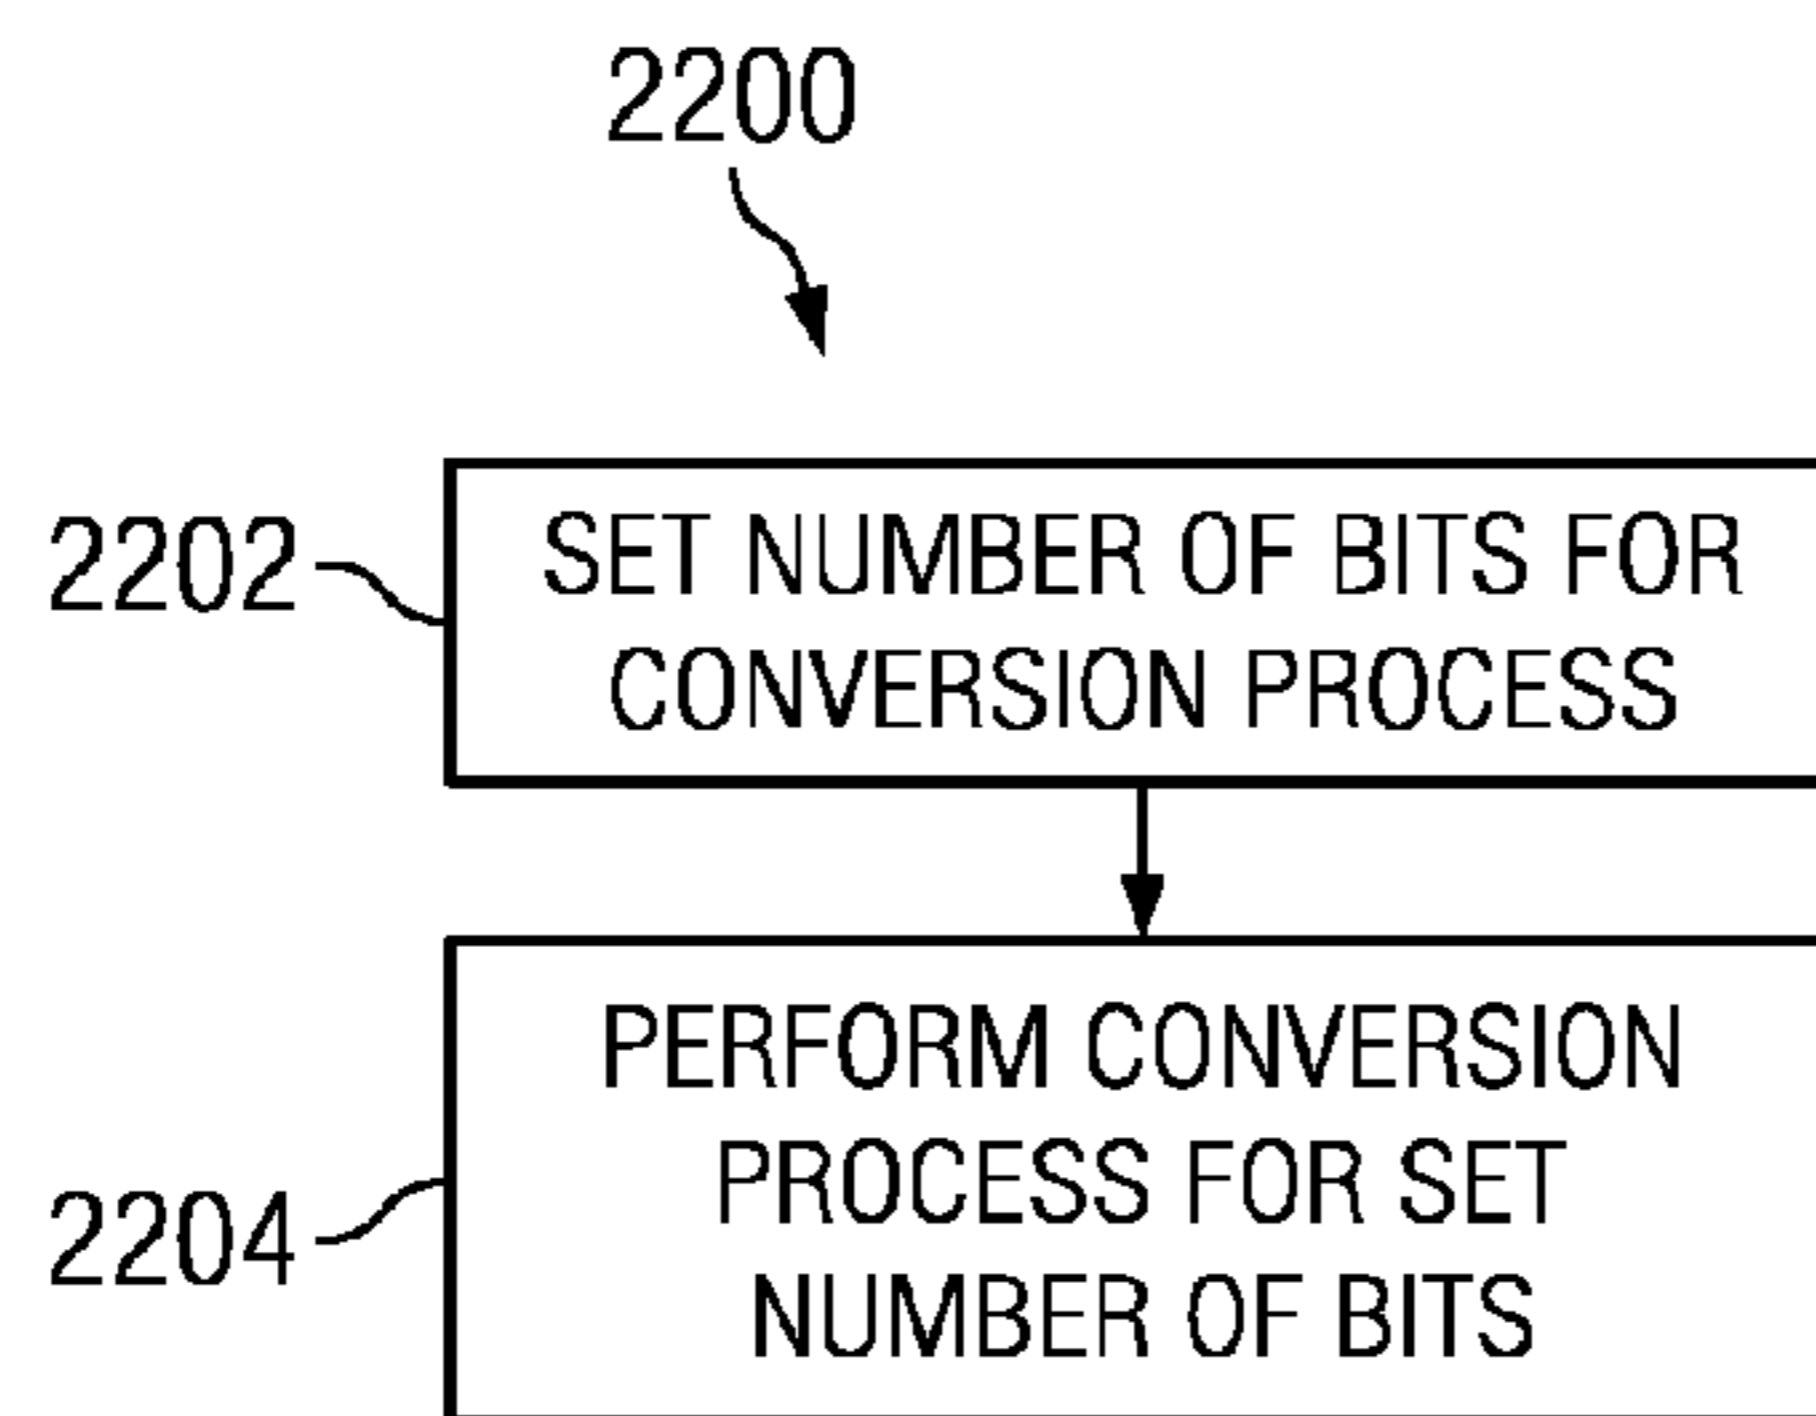 2200
2202
SET NUMBER OF BITS FOR
CONVERSION PROCESS
2204
PERFORM CONVERSION
PROCESS FOR SET
NUMBER OF BITS